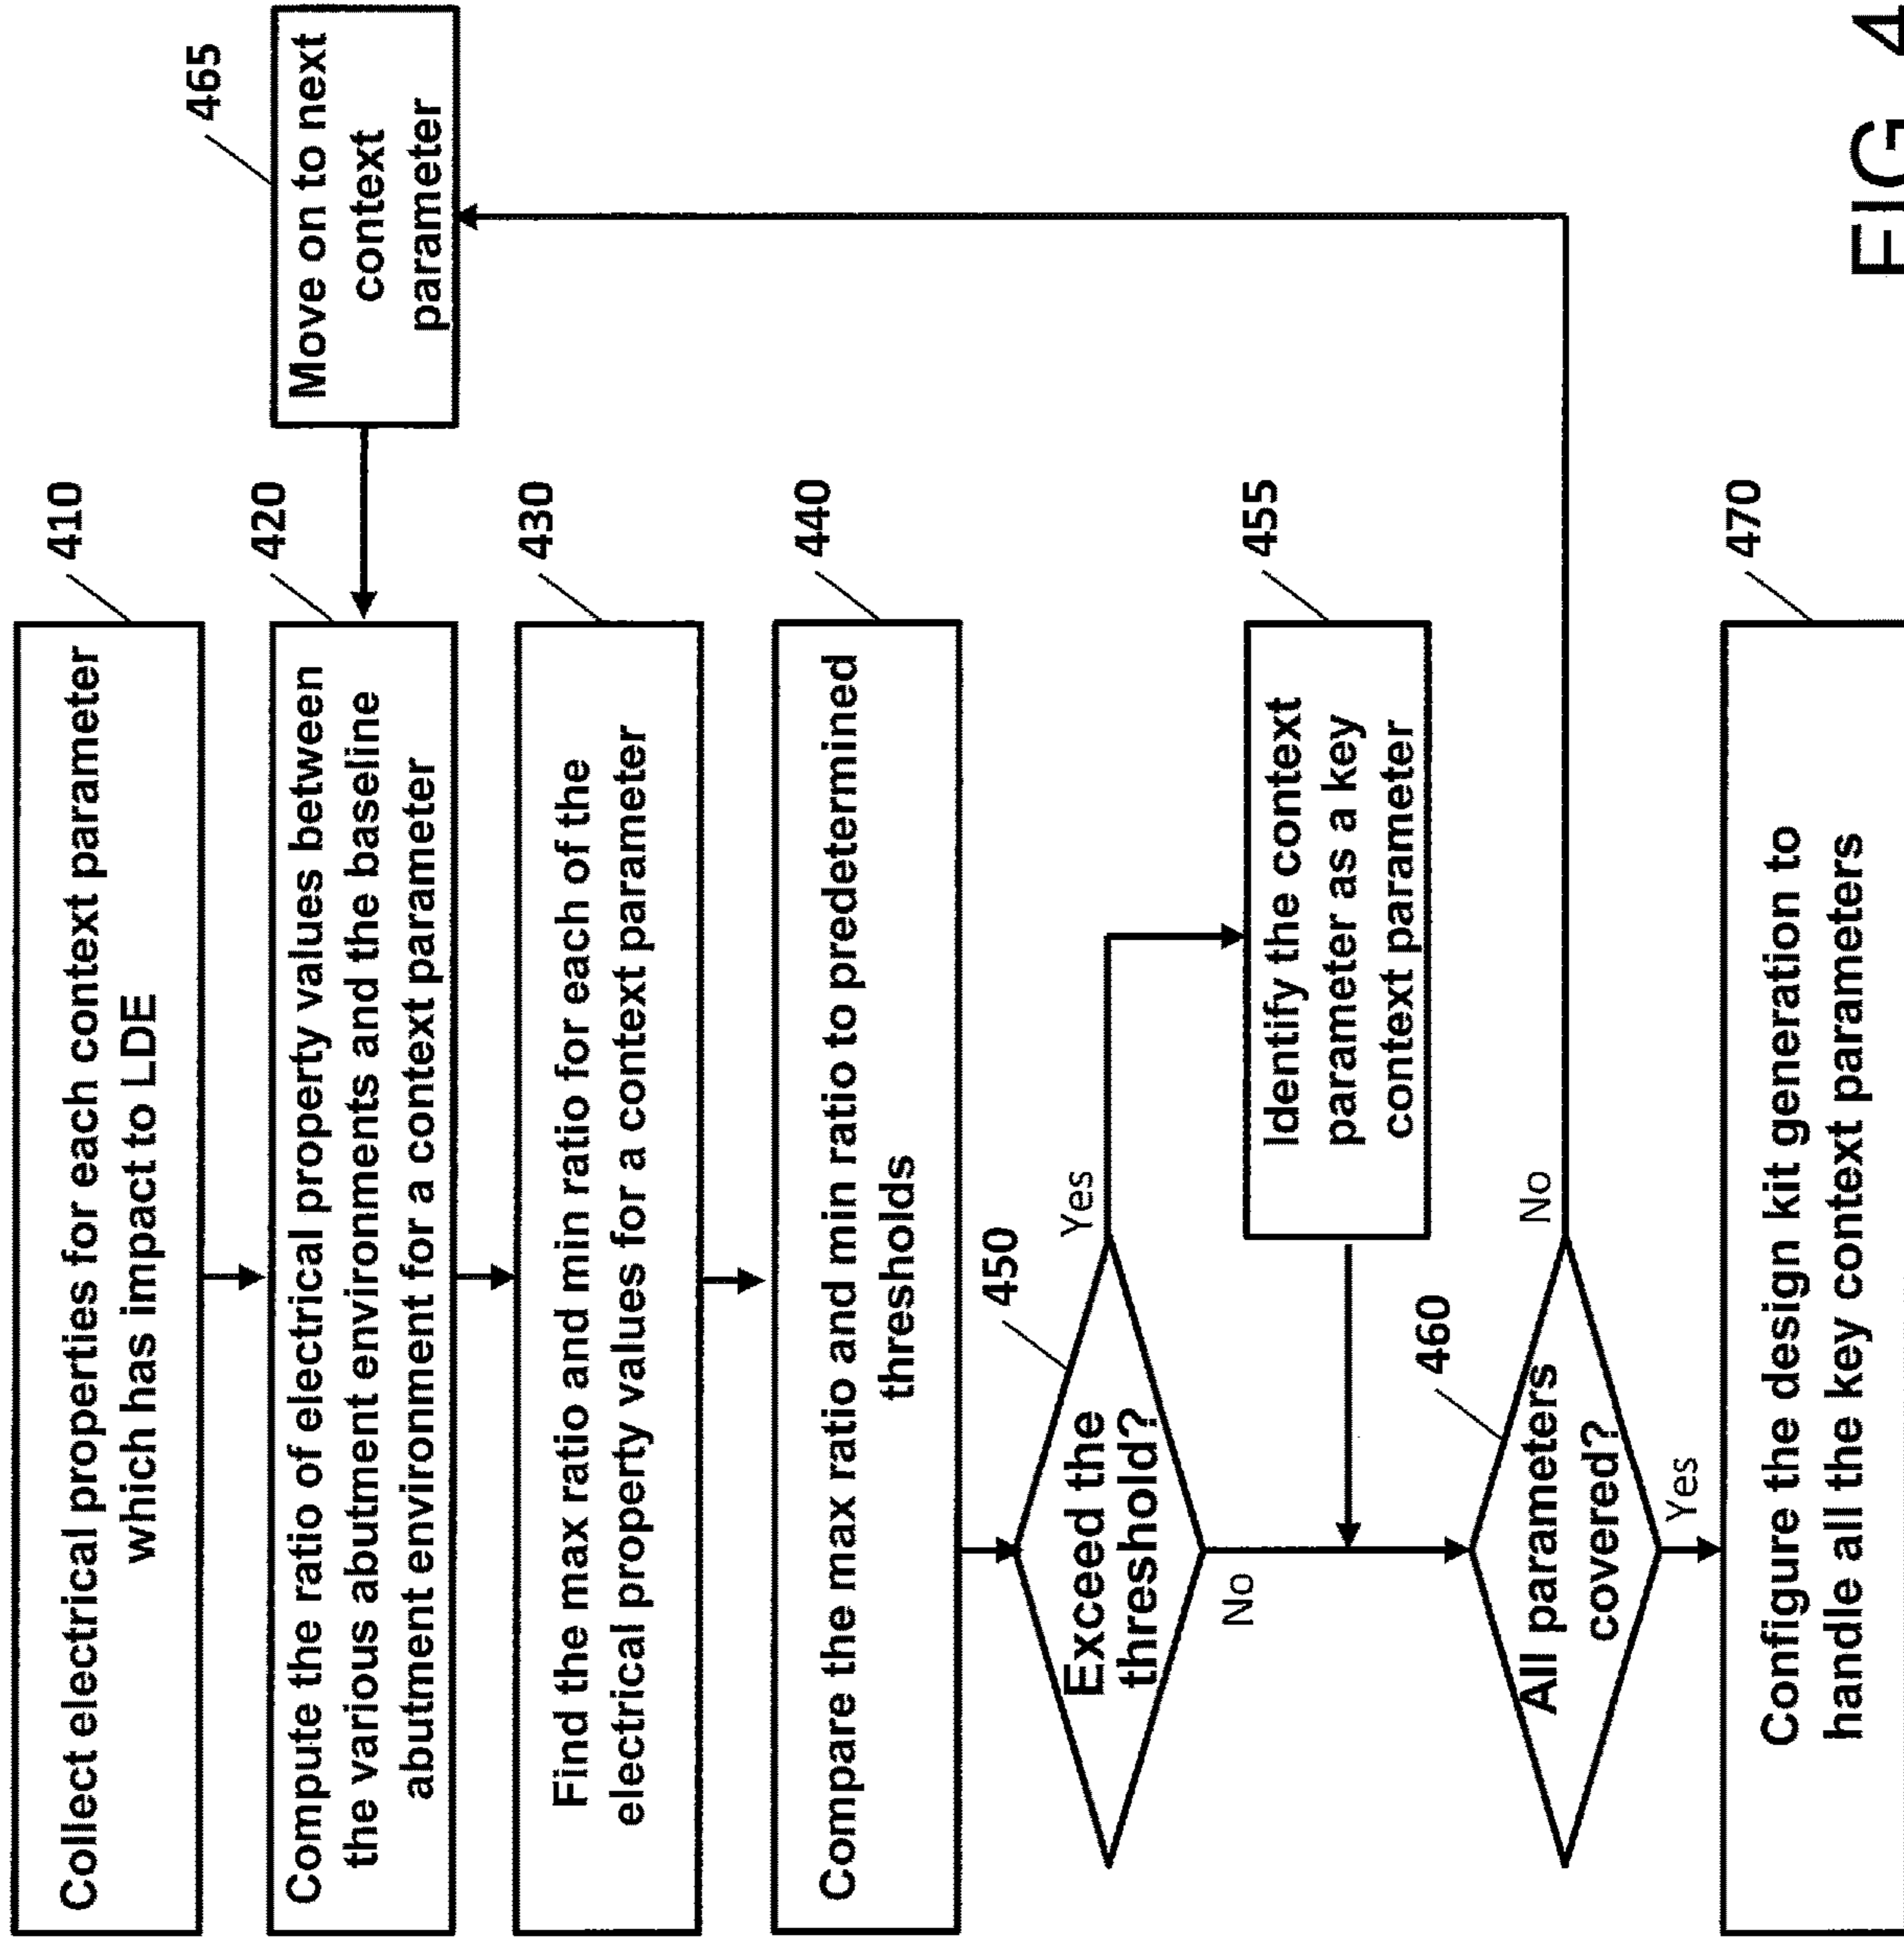 410
Collect electrical properties for each context parameter
which has impact to LDE
420
Compute the ratio of electrical property values between
the various abutment environments and the baseline
abutment environment for a context parameter
465
Move on to next
context
parameter
430
Find the max ratio and min ratio for each of the
electrical property values for a context parameter
440
Compare the max ratio and min ratio to predetermined
thresholds
450
Exceed the
threshold?
Yes
No
455
Identify the context
parameter as a key
context parameter
460
All parameters
covered?
No
Yes
470
Configure the design kit generation to
handle all the key context parameters
FIG. 4